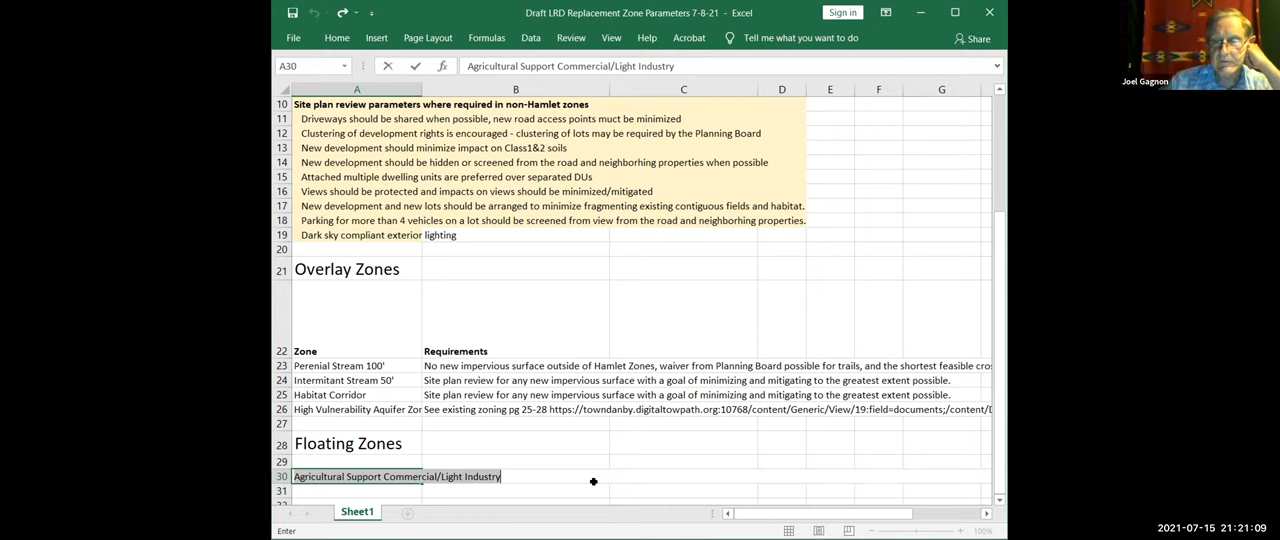 Draft LRD Replacement Zone Parameters 7-8-21 - Excel
Sign in
File Home Insert Page Layout Formulas Data Review View Help Acrobat Tell me what you want to do Share
A30 Agricultural Support Commercial/Light Industry
A B C D E F G
10 Site plan review parameters where required in non-Hamlet zones
11 Driveways should be shared when possible, new road access points muct be minimized
12 Clustering of development rights is encouraged - clustering of lots may be required by the Planning Board
13 New development should minimize impact on Class1&2 soils
14 New development should be hidden or screened from the road and neighborhing properties when possible
15 Attached multiple dwelling units are preferred over separated DUs
16 Views should be protected and impacts on views should be minimized/mitigated
17 New development and new lots should be arranged to minimize fragmenting existing contiguous fields and habitat.
18 Parking for more than 4 vehicles on a lot should be screened from view from the road and neighborhing properties.
19 Dark sky compliant exterior lighting
20
21 Overlay Zones
22 Zone Requirements
23 Perenial Stream 100' No new impervious surface outside of Hamlet Zones, waiver from Planning Board possible for trails, and the shortest feasible cro
24 Intermitant Stream 50' Site plan review for any new impervious surface with a goal of minimizing and mitigating to the greatest extent possible.
25 Habitat Corridor Site plan review for any new impervious surface with a goal of minimizing and mitigating to the greatest extent possible.
26 High Vulnerability Aquifer Zor See existing zoning pg 25-28 https://towndanby.digitaltowpath.org:10768/content/Generic/View/19:field=documents;/content/D
27
28 Floating Zones
29
30 Agricultural Support Commercial/Light Industry
31
Sheet1
Enter
100%
Joel Gagnon
2021-07-15 21:21:09